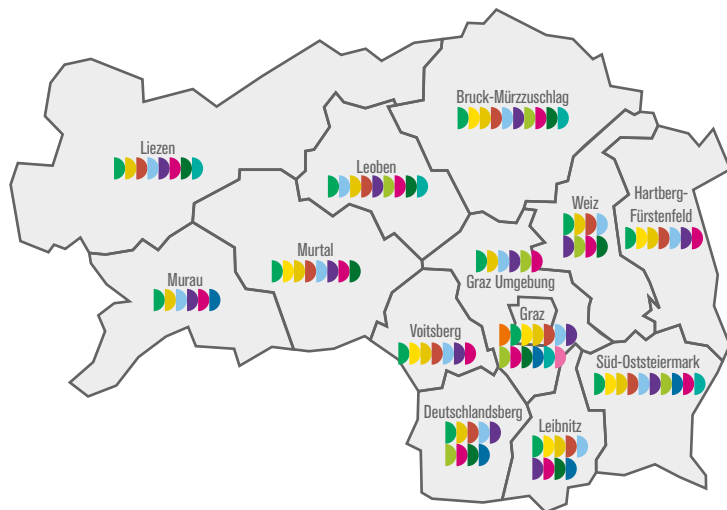 Bruck-Mürzzuschlag
Liezen
Leoben
Weiz
Hartberg-
Fürstenfeld
Murtal
Murau
Graz Umgebung
Graz
Voitsberg
Süd-Oststeiermark
Deutschlandsberg
Leibnitz